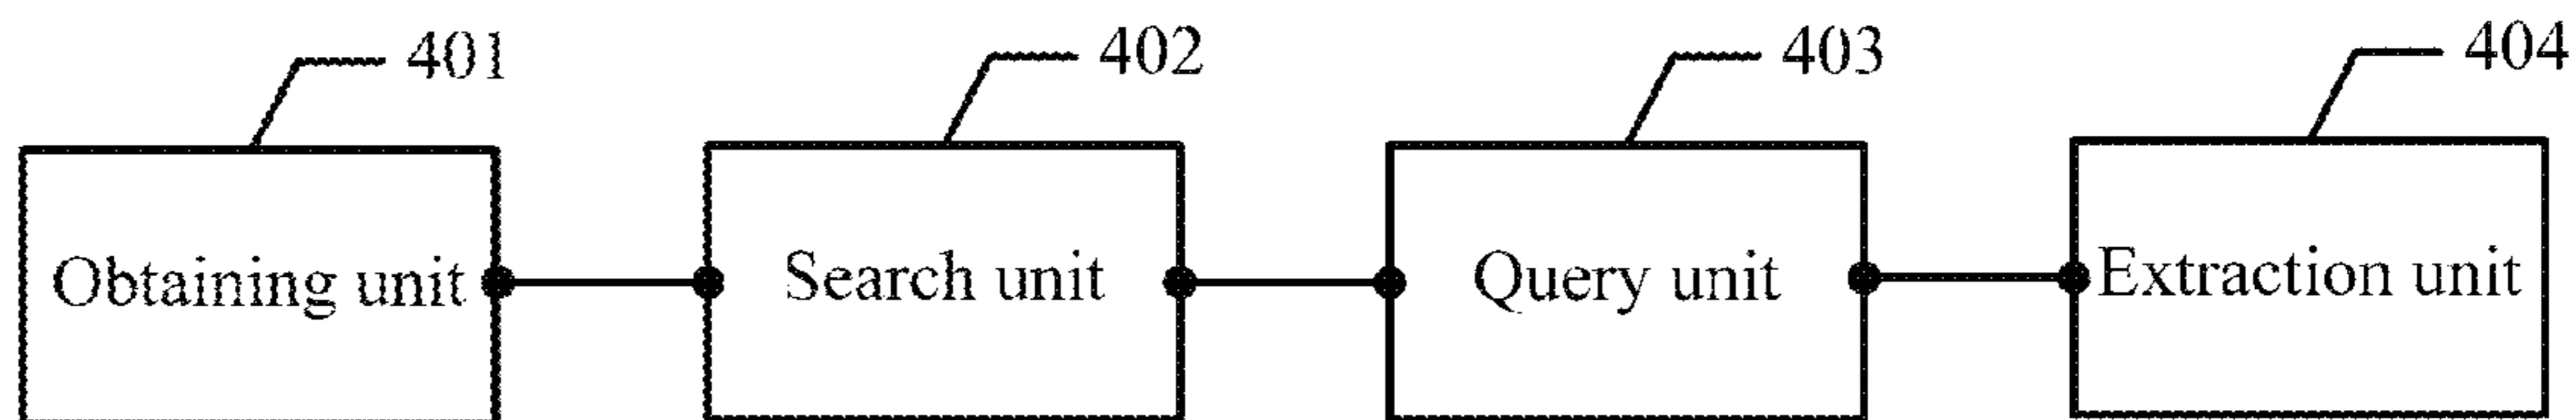 401
402
403
404
Obtaining unit
Search unit
Query unit
Extraction unit